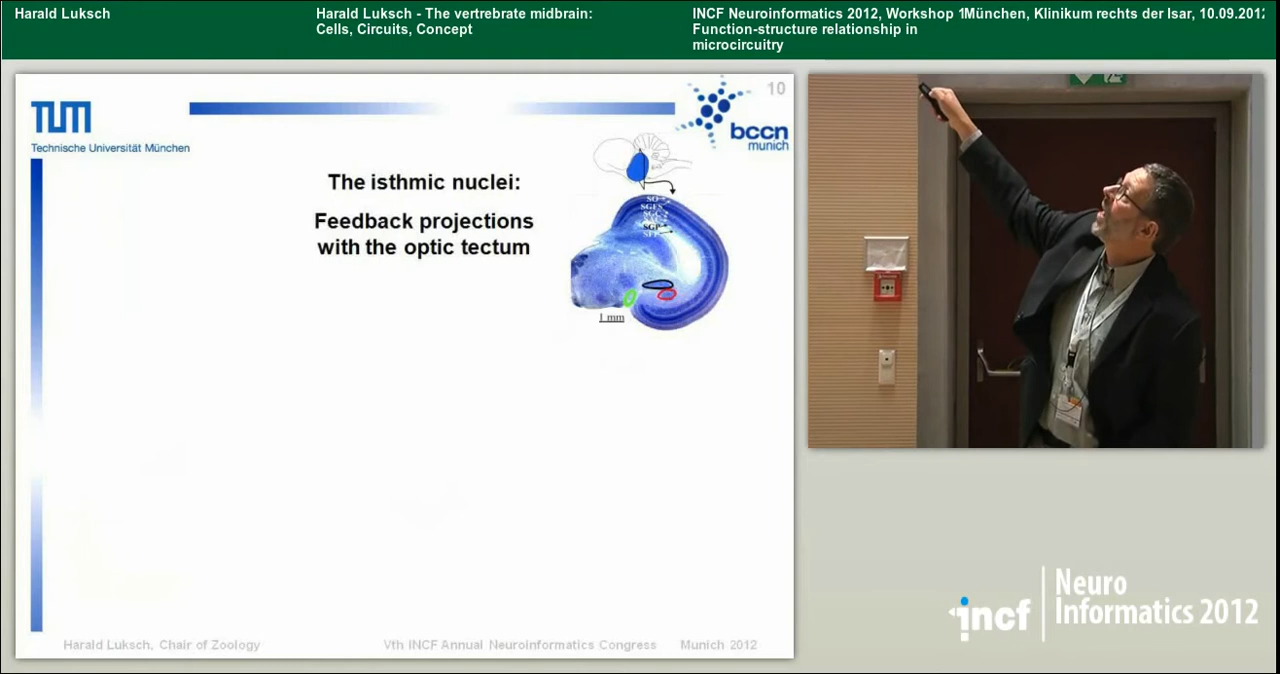 Harald Luksch
Harald Luksch - The vertrebrate midbrain:
Cells, Circuits, Concept
INCF Neuroinformatics 2012, Workshop 1München, Klinikum rechts der Isar, 10.09.2012
Function-structure relationship in
microcircuitry
10
TUM
Technische Universität München
bccn
munich
The isthmic nuclei:
Feedback projections
with the optic tectum
SO
SGFS
SGC
1 mm
Harald Luksch, Chair of Zoology
Vth INCF Annual Neuroinformatics Congress
Munich 2012
incf
Neuro
Informatics 2012